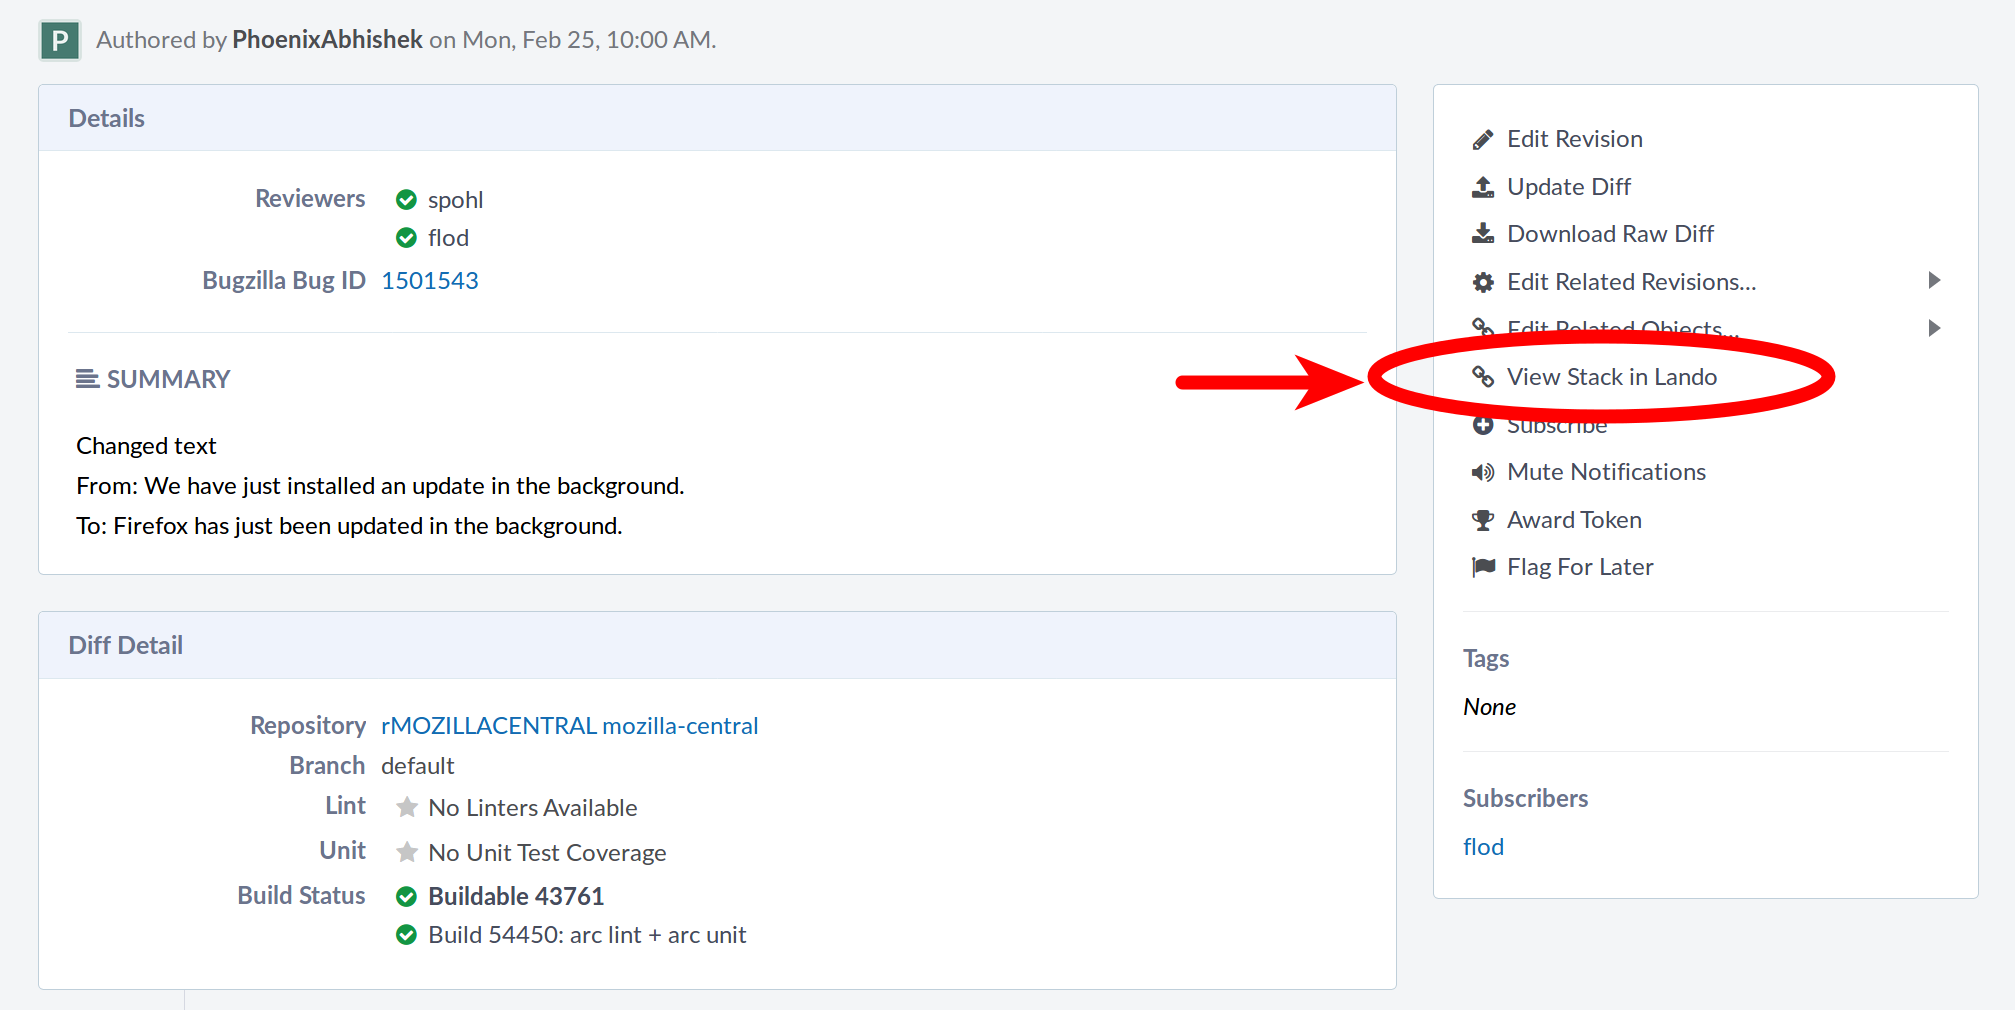 P Authored by PhoenixAbhishek on Mon, Feb 25, 10:00 AM.
Details
Reviewers spohl
flod
Bugzilla Bug ID 1501543
SUMMARY
Changed text
From: We have just installed an update in the background.
To: Firefox has just been updated in the background.
Diff Detail
Repository rMOZILLACENTRAL mozilla-central
Branch default
Lint No Linters Available
Unit No Unit Test Coverage
Build Status Buildable 43761
Build 54450: arc lint + arc unit
Edit Revision
Update Diff
Download Raw Diff
Edit Related Revisions...
Edit Related Objects...
View Stack in Lando
Subscribe
Mute Notifications
Award Token
Flag For Later
Tags
None
Subscribers
flod